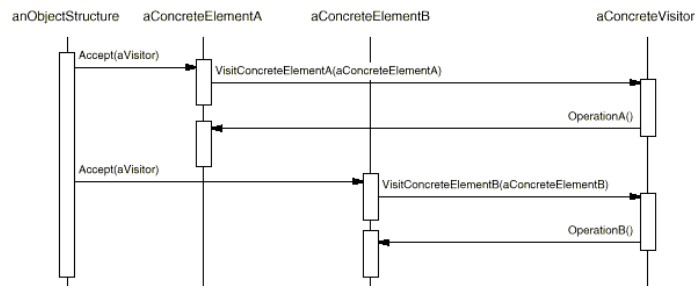 anObjectStructure aConcreteElementA aConcreteElementB aConcreteVisitor
Accept(aVisitor)
VisitConcreteElementA(aConcreteElementA)
OperationA()
Accept(aVisitor)
VisitConcreteElementB(aConcreteElementB)
OperationB()